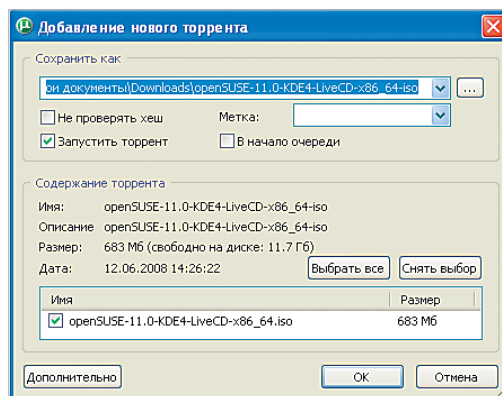 Добавление нового торрента
Сохранить как
ои документы\Downloads\openSUSE-11.0-KDE4-LiveCD-x86_64-iso
...
Не проверять хеш
Метка:
Запустить торрент
В начало очереди
Содержание торрента
Имя: openSUSE-11.0-KDE4-LiveCD-x86_64-iso
Описание openSUSE-11.0-KDE4-LiveCD-x86_64-iso
Размер: 683 Мб (свободно на диске: 11.7 Гб)
Дата: 12.06.2008 14:26:22
Выбрать все
Снять выбор
Имя Размер
openSUSE-11.0-KDE4-LiveCD-x86_64.iso 683 Мб
Дополнительно
OK
Отмена